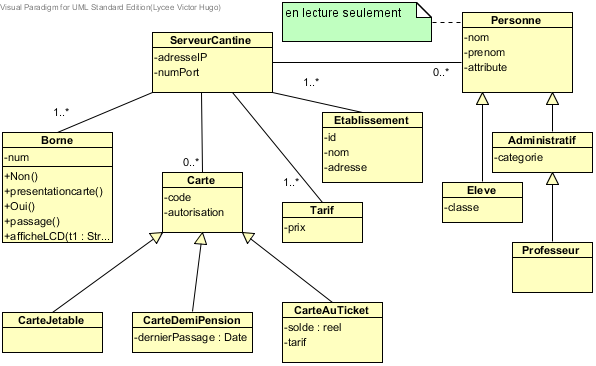 Visual Paradigm for UML Standard Edition(Lycee Victor Hugo)
en lecture seulement
Personne
-nom
-prenom
-attribute
ServeurCantine
-adresseIP
-numPort
0..*
1..*
1..*
Etablissement
-id
-nom
-adresse
Borne
-num
+Non()
+presentationcarte()
+Oui()
+passage()
+afficheLCD(t1 : Str...
Administratif
-categorie
0..*
Carte
-code
-autorisation
1..*
Tarif
-prix
Eleve
-classe
Professeur
CarteJetable
CarteDemiPension
-dernierPassage : Date
CarteAuTicket
-solde : reel
-tarif